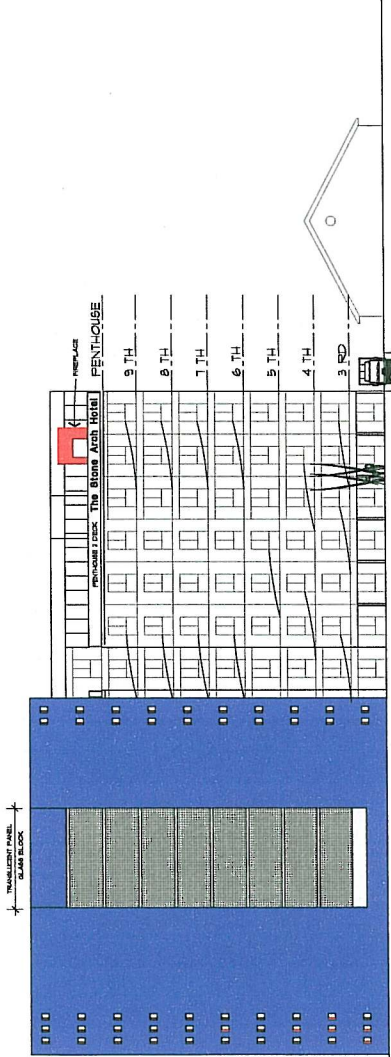 TRANSLUCENT PANEL
GLASS BLOCK
FIREPLACE
PENTHOUSE
PENTHOUSE 2 DECK
The Stone Arch Hotel
9 TH
8 TH
7 TH
6 TH
5 TH
4 TH
3 RD